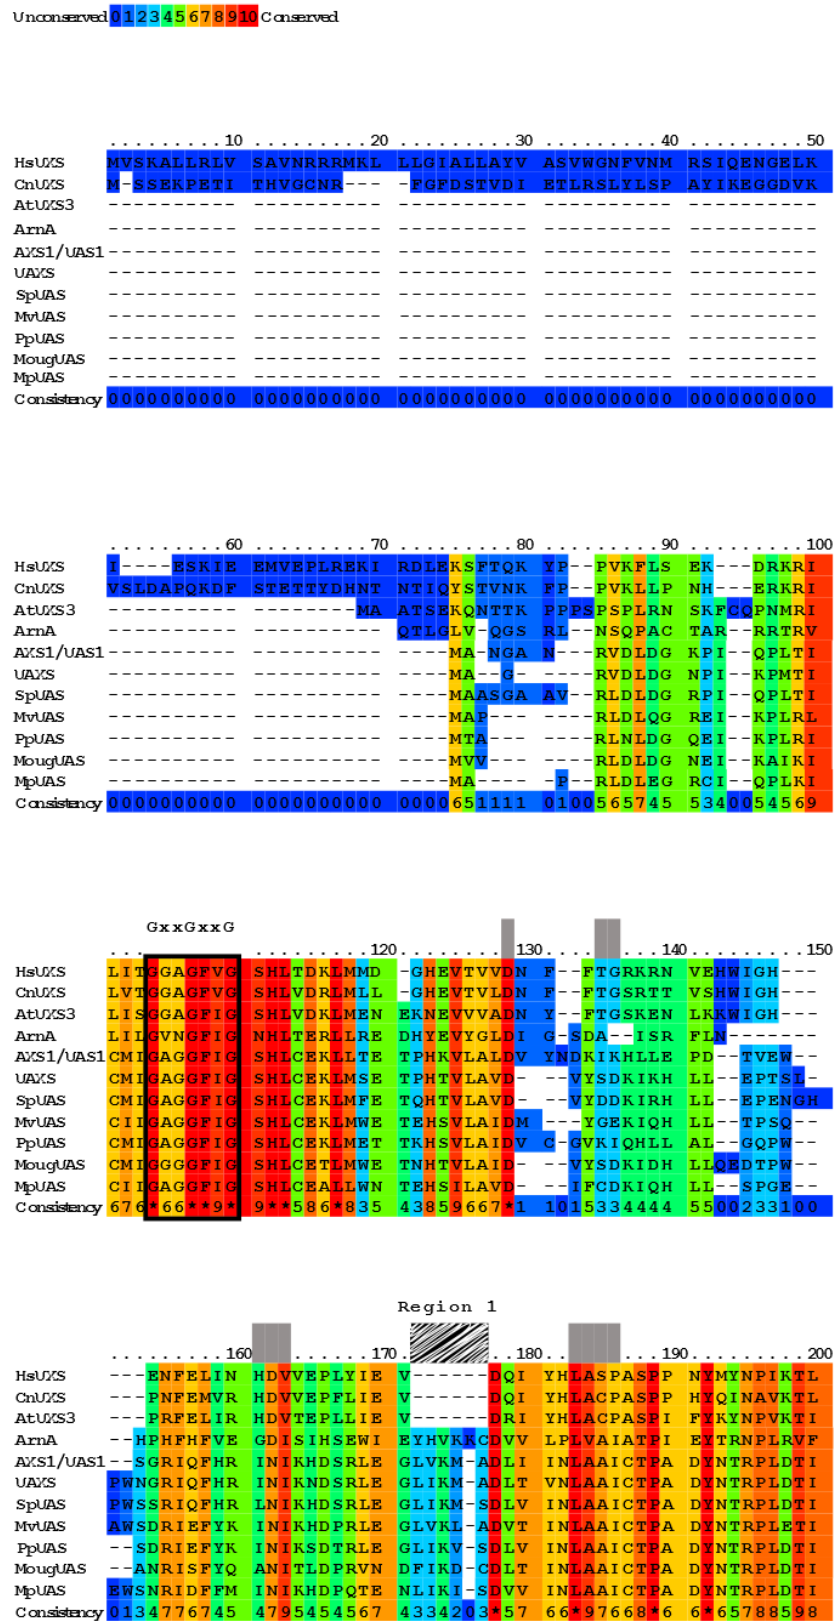 Unconserved 0 1 2 3 4 5 6 7 8 9 10 Conserved
. . . . . . . . . 10 . . . . . . . . . 20 . . . . . . . . . 30 . . . . . . . . . 40 . . . . . . . . . 50
HsUXS MVSKALLRLV SAVNRRRMKL LLGIALLAYV ASVWGNFVNM RSIQENGELK
CnUXS M-SSEKPETI THVGCNR--- -FGFDSTVDI ETLRSLYLSP AYIKEGGDVK
AtUXS3 ---------- ---------- ---------- ---------- ----------
ArnA ---------- ---------- ---------- ---------- ----------
AXS1/UAS1 ---------- ---------- ---------- ---------- ----------
UAXS ---------- ---------- ---------- ---------- ----------
SpUAS ---------- ---------- ---------- ---------- ----------
MvUAS ---------- ---------- ---------- ---------- ----------
PpUAS ---------- ---------- ---------- ---------- ----------
MougUAS ---------- ---------- ---------- ---------- ----------
MpUAS ---------- ---------- ---------- ---------- ----------
Consistency 0000000000 0000000000 0000000000 0000000000 0000000000
. . . . . . . . . 60 . . . . . . . . . 70 . . . . . . . . . 80 . . . . . . . . . 90 . . . . . . . . . 100
HsUXS I----ESKIE EMVEPLREKI RDLEKSFTQK YP--PVKFLS EK---DRKRI
CnUXS VSLDAPQKDF STETTYDHNT NTIQYSTVNK FP--PVKLLP NH---ERKRI
AtUXS3 ---------- --------MA ATSEKQNTTK PPPSPSPLRN SKFCQPNMRI
ArnA ---------- ---------- QTLGLV-QGS RL--NSQPAC TAR--RRTRV
AXS1/UAS1 ---------- ---------- ----MA-NGA N---RVDLDG KPI--QPLTI
UAXS ---------- ---------- ----MA--G- ----RVDLDG NPI--KPMTI
SpUAS ---------- ---------- ----MAASGA AV--RLDLDG RPI--QPLTI
MvUAS ---------- ---------- ----MAP--- ----RLDLQG REI--KPLRL
PpUAS ---------- ---------- ----MTA--- ----RLNLDG QEI--KPLRI
MougUAS ---------- ---------- ----MVV--- ----RLDLDG NEI--KAIKI
MpUAS ---------- ---------- ----MA---- -P--RLDLEG RCI--QPLKI
Consistency 0000000000 0000000000 0000651111 0100565745 5340054569
GxxGxxG
. . . . . . . . . . . . . . . . . . . 120 . . . . . . . . . 130 . . . . . . . . . 140 . . . . . . . . . 150
HsUXS LITGGAGFVG SHLTDKLMMD -GHEVTVVDN YF--FTGRKRN VEHWIGH---
CnUXS LVTGGAGFVG SHLVDRLMLL -GHEVTVLDN F--FTGSRTT VSHWIGH---
AtUXS3 LISGGAGFIG SHLVDKLMEN EKNEVVVADN Y--FTGSKEN LKKWIGH---
ArnA LILGVNGFIG NHLTERLLRE DHYEVYGLDI G-SDA--ISR FLN-------
AXS1/UAS1 CMIGAGGFIG SHLCEKLLTE TPHKVLALDV YNDKIKHLLE PD--TVEW--
UAXS CMIGAGGFIG SHLCEKLMSE TPHTVLAVD- --VYSDKIKH LL--EPTSL-
SpUAS CMIGAGGFIG SHLCEKLMFE TQHTVLAVD- --VYDDKIRH LL--EPENGH
MvUAS CIIGAGGFIG SHLCEKLMWE TEHSVLAIDM ---YGEKIQH LL--TPSQ--
PpUAS CMIGAGGFIG SHLCEKLMET TKHSVLAIDV C-GVKIQHLL AL--GQPW--
MougUAS CMIGGGGFIG SHLCETLMWE TNHTVLAID- --VYSDKIDH LLQEDTPW--
MpUAS CIIGAGGFIG SHLCEALLWN TEHSILAVD- --IFCDKIQH LL--SPGE--
Consistency 676*66**9* 9**586*835 43859667*1 1015334444 5500233100
Region 1
. . . . . . . . . 160 . . . . . . . . . 170 . . . . . . . . . 180 . . . . . . . . . 190 . . . . . . . . . 200
HsUXS ---ENFELIN HDVVEPLYIE V------DQI YHLASPASPP NYMYNPIKTL
CnUXS ---PNFEMVR HDVVEPFLIE V------DQI YHLACPASPP HYQINAVKTL
AtUXS3 ---PRFELIR HDVTEPLLIE V------DRI YHLACPASPI FYKYNPVKTI
ArnA --HPHFHFVE GDISIHSEWI EYHVKKCDVV LPLVAIATPI EYTRNPLRVF
AXS1/UAS1 --SGRIQFHR INIKHDSRLE GLVKM-ADLI INLAAICTPA DYNTRPLDTI
UAXS PWNGRIQFHR INIKNDSRLE GLIKM-ADLT VNLAAICTPA DYNTRPLDTI
SpUAS PWSSRIQFHR LNIKHDSRLE GLIKM-SDLV INLAAICTPA DYNTRPLDTI
MvUAS AWSDRIEFYK INIKHDPRLE GLVKL-ADVT INLAAICTPA DYNTRPLETI
PpUAS --SDRIEFYK INIKSDTRLE GLIKV-SDLV INLAAICTPA DYNTRPLDTI
MougUAS --ANRISFYQ ANITLDPRVN DFIKD-CDLT INLAAICTPA DYNTRPLDTI
MpUAS EWSNRIDFFM INIKHDPQTE NLIKI-SDVV INLAAICTPA DYNTRPLDTI
Consistency 0134776745 4795454567 4334203*57 66*97668*6 6*65788598